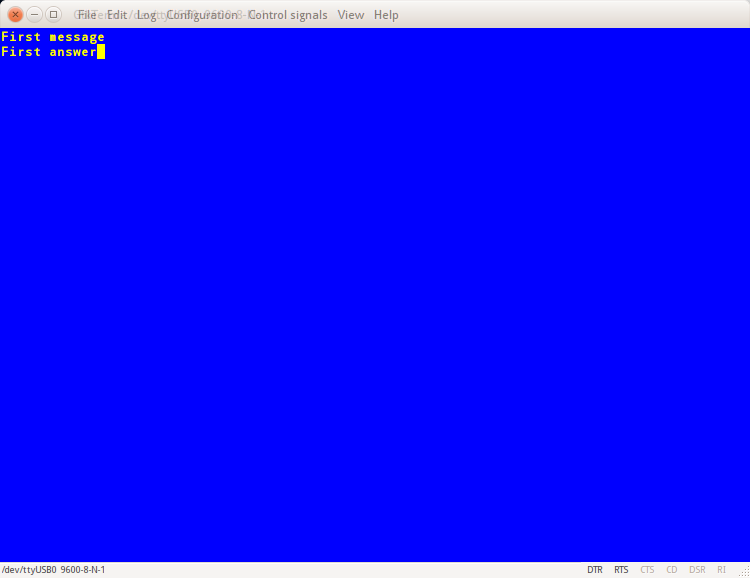 File Edit Log Configuration Control signals View Help
First message
First answer
/dev/ttyUSB0 9600-8-N-1 DTR RTS CTS CD DSR RI